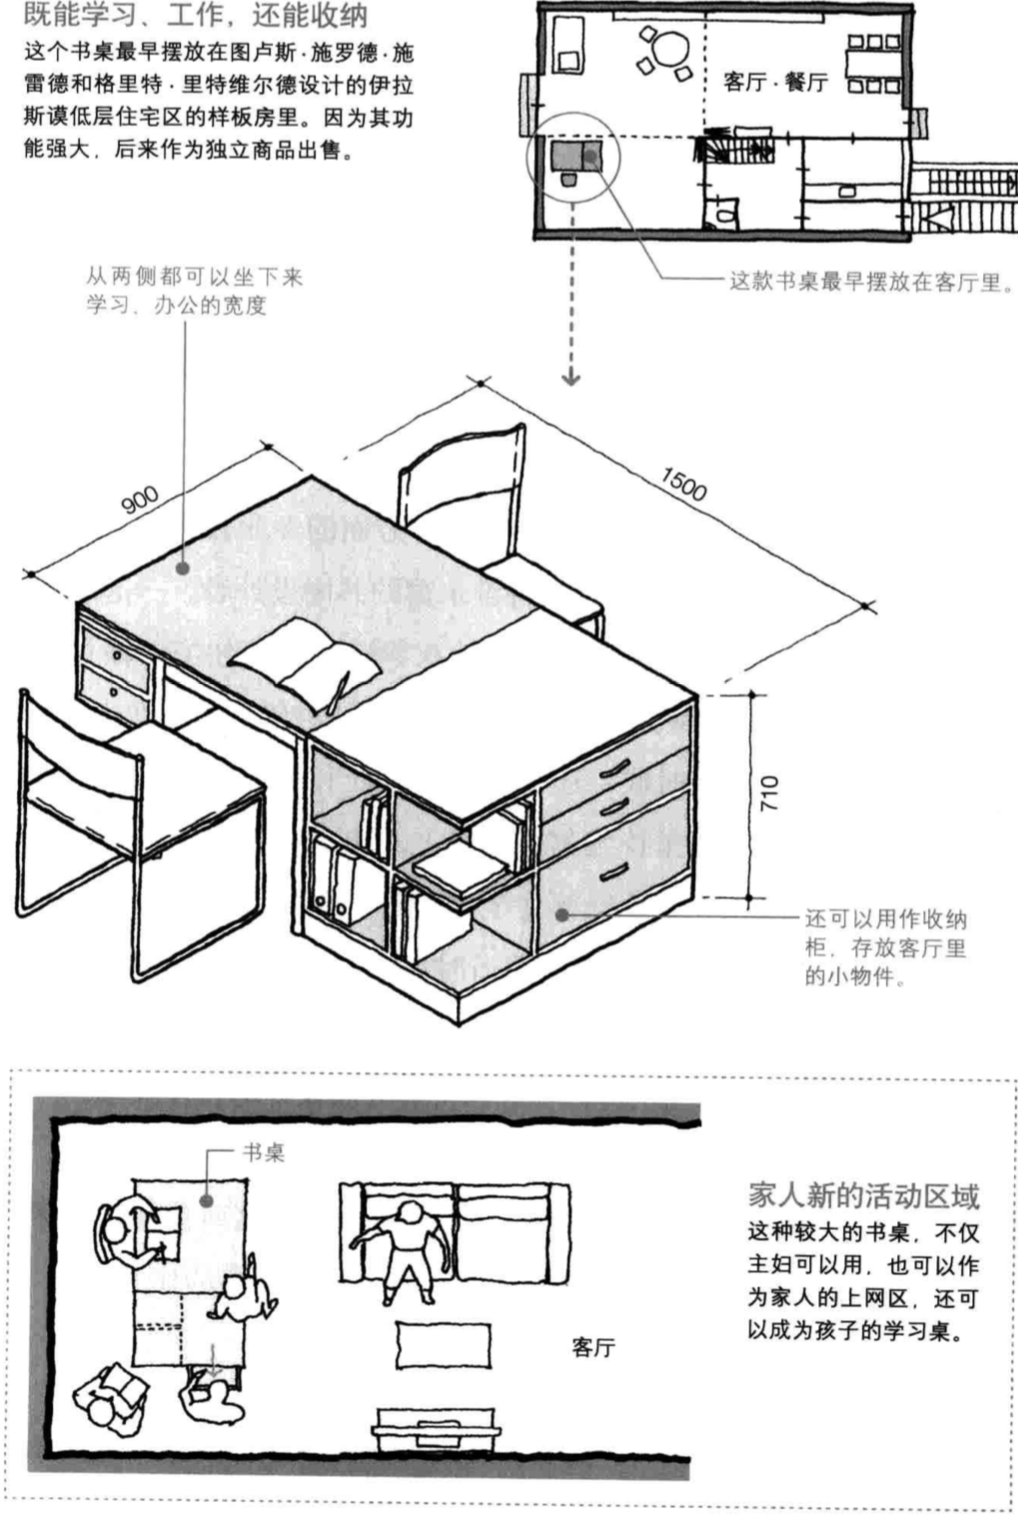 既能学习、工作，还能收纳
这个书桌最早摆放在图卢斯·施罗德·施
雷德和格里特·里特维尔德设计的伊拉
斯谟低层住宅区的样板房里。因为其功
能强大，后来作为独立商品出售。
客厅·餐厅
这款书桌最早摆放在客厅里。
从两侧都可以坐下来
学习、办公的宽度
900
1500
710
还可以用作收纳
柜，存放客厅里
的小物件。
书桌
客厅
家人新的活动区域
这种较大的书桌，不仅
主妇可以用，也可以作
为家人的上网区，还可
以成为孩子的学习桌。